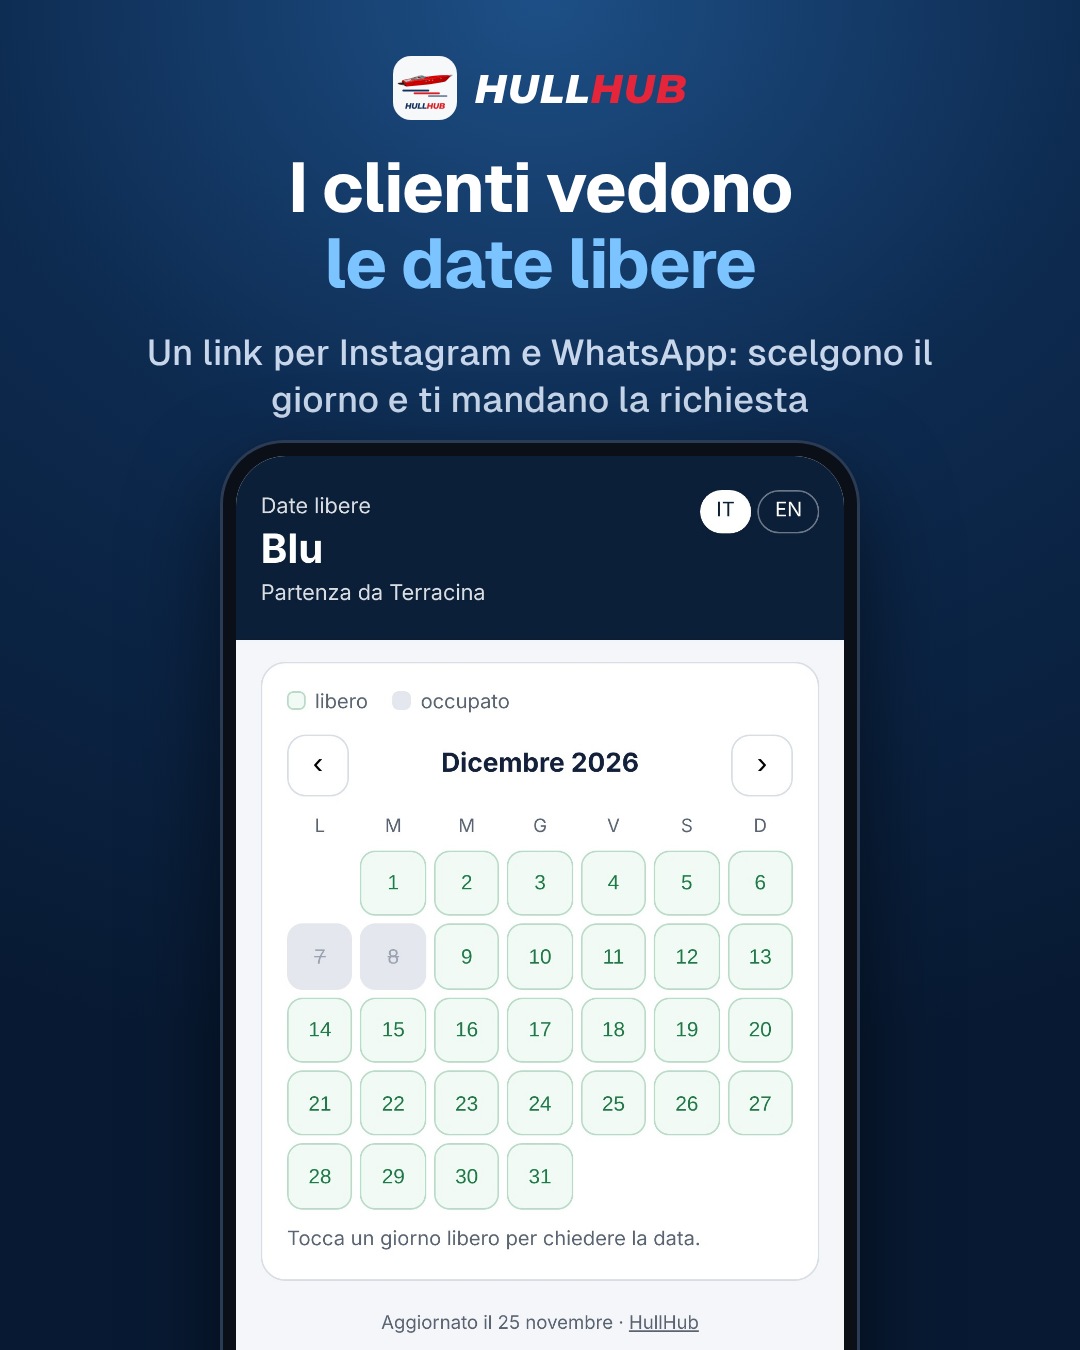 HULLHUB
HULLHUB
I clienti vedono
le date libere
Un link per Instagram e WhatsApp: scelgono il
giorno e ti mandano la richiesta
Date libere
IT EN
Blu
Partenza da Terracina
libero occupato
‹ Dicembre 2026 ›
L M M G V S D
1 2 3 4 5 6
7 8 9 10 11 12 13
14 15 16 17 18 19 20
21 22 23 24 25 26 27
28 29 30 31
Tocca un giorno libero per chiedere la data.
Aggiornato il 25 novembre · HullHub